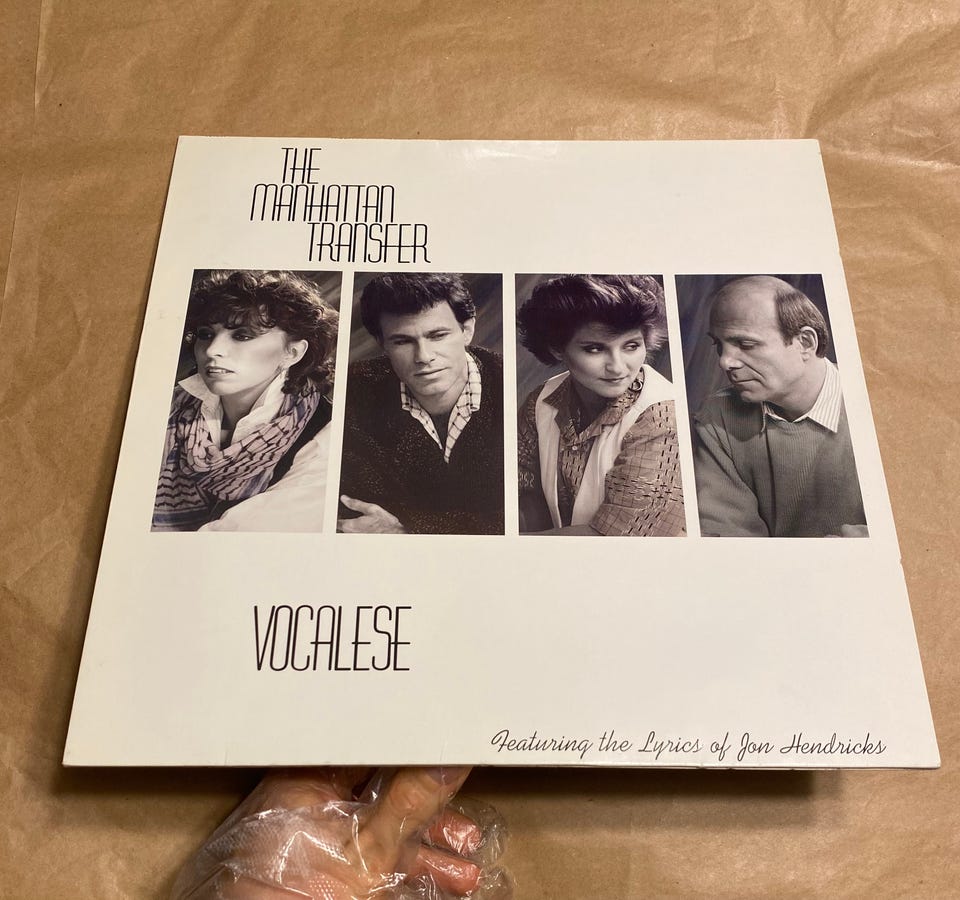 THE
MANHATTAN
TRANSFER
VOCALESE
Featuring the Lyrics of Jon Hendricks